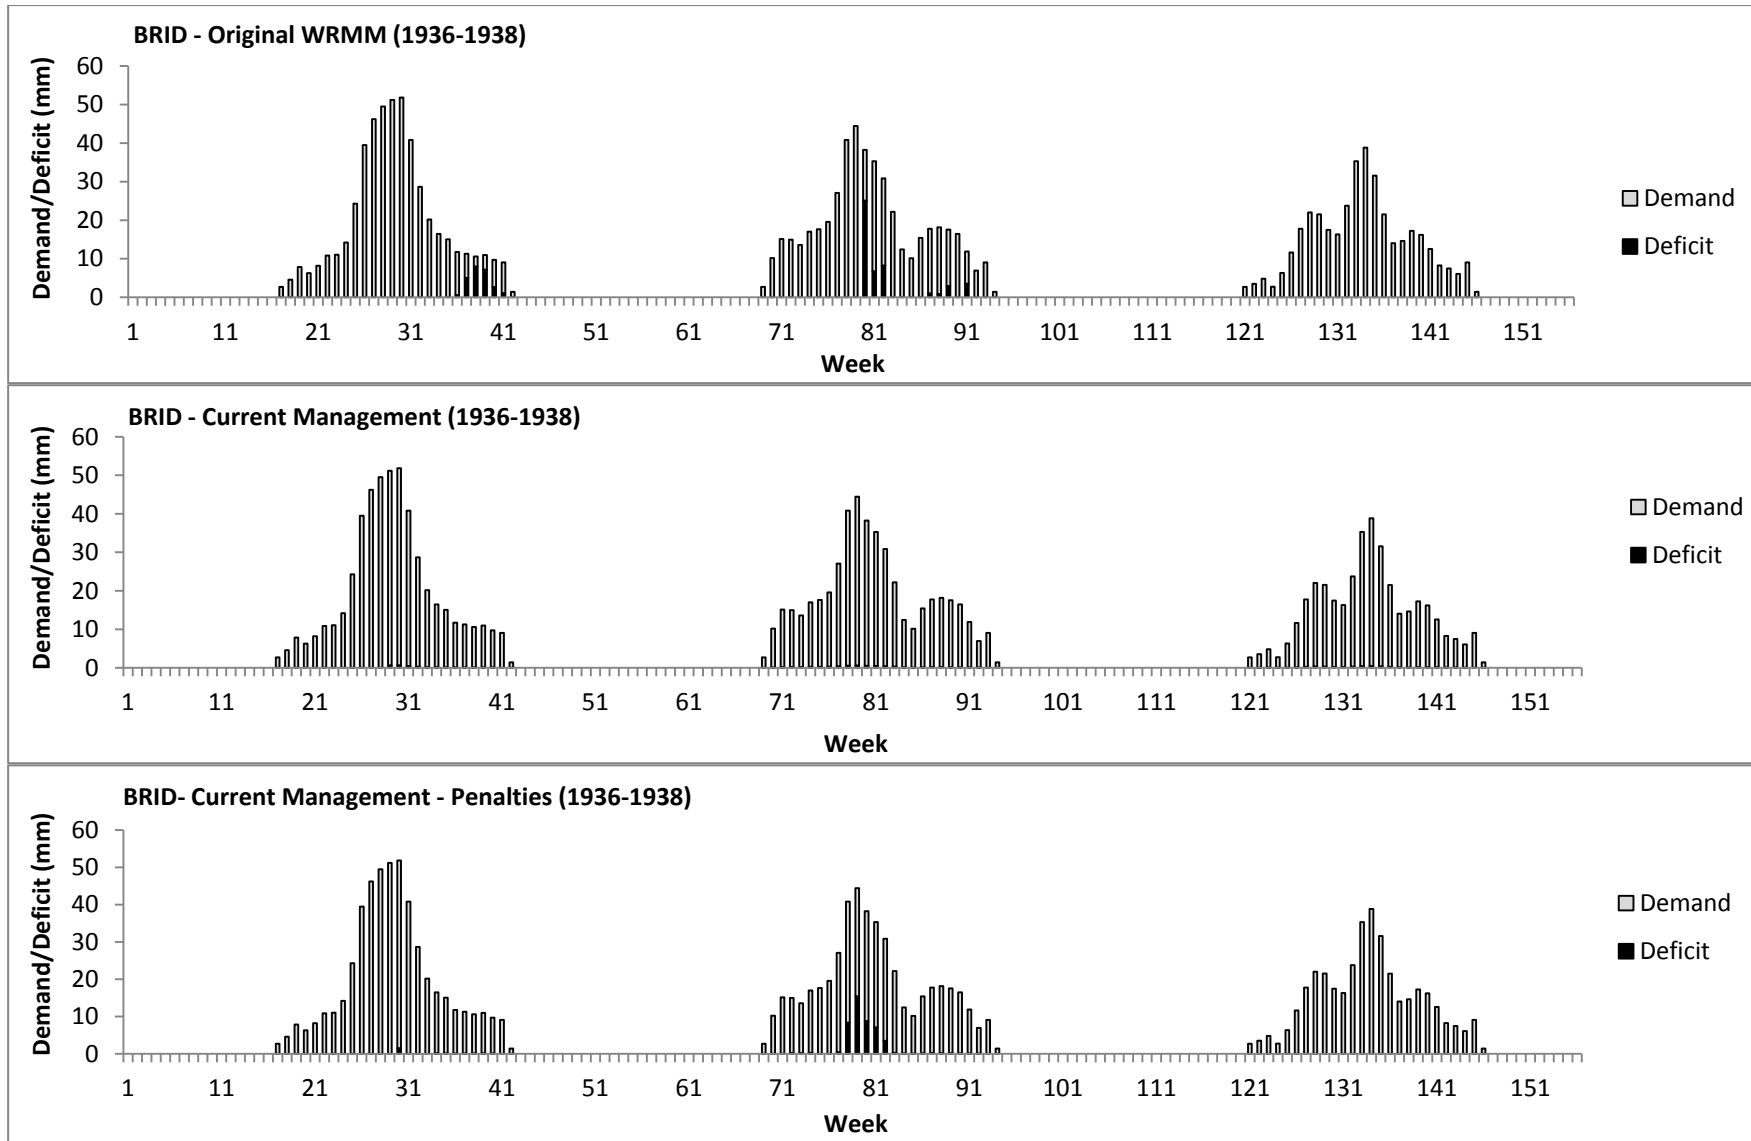 BRID - Original WRMM (1936-1938)
Demand/Deficit (mm)
60
50
40
30
20
10
0
1 11 21 31 41 51 61 71 81 91 101 111 121 131 141 151
Week
Demand
Deficit
BRID - Current Management (1936-1938)
Demand/Deficit (mm)
60
50
40
30
20
10
0
1 11 21 31 41 51 61 71 81 91 101 111 121 131 141 151
Week
Demand
Deficit
BRID- Current Management - Penalties (1936-1938)
Demand/Deficit (mm)
60
50
40
30
20
10
0
1 11 21 31 41 51 61 71 81 91 101 111 121 131 141 151
Week
Demand
Deficit